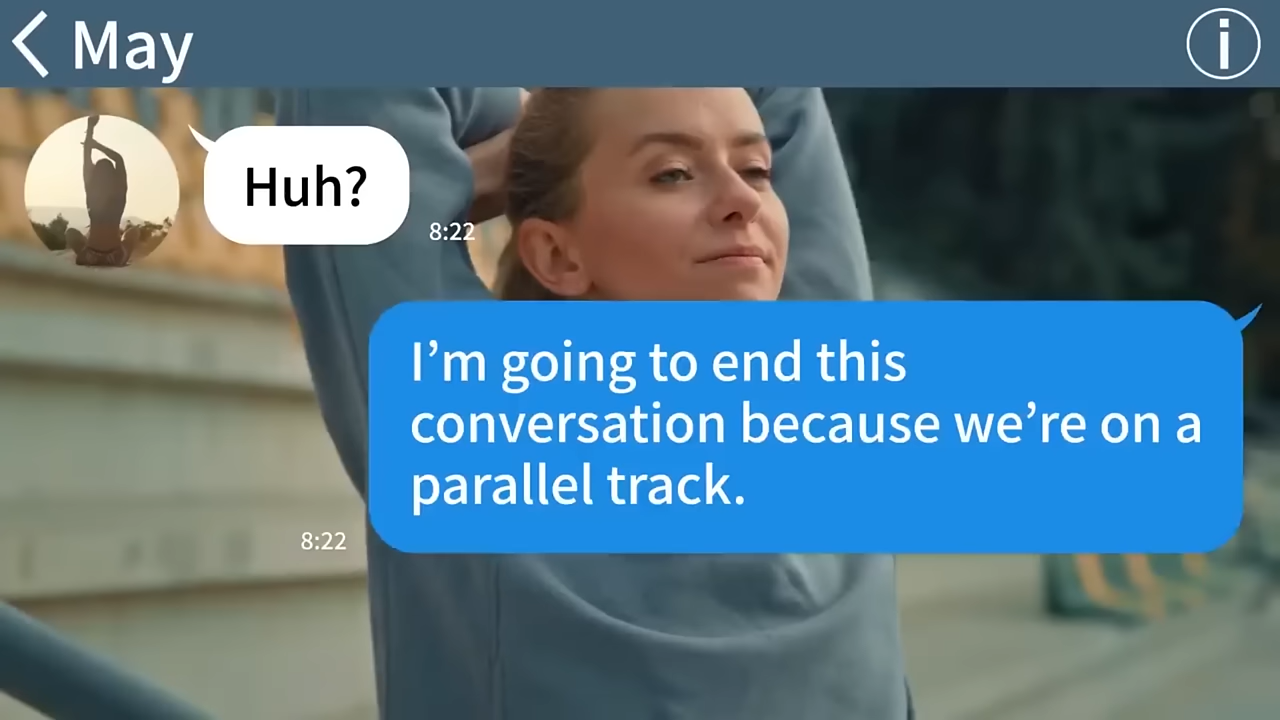 May
Huh?
8:22
I’m going to end this
conversation because we’re on a
parallel track.
8:22